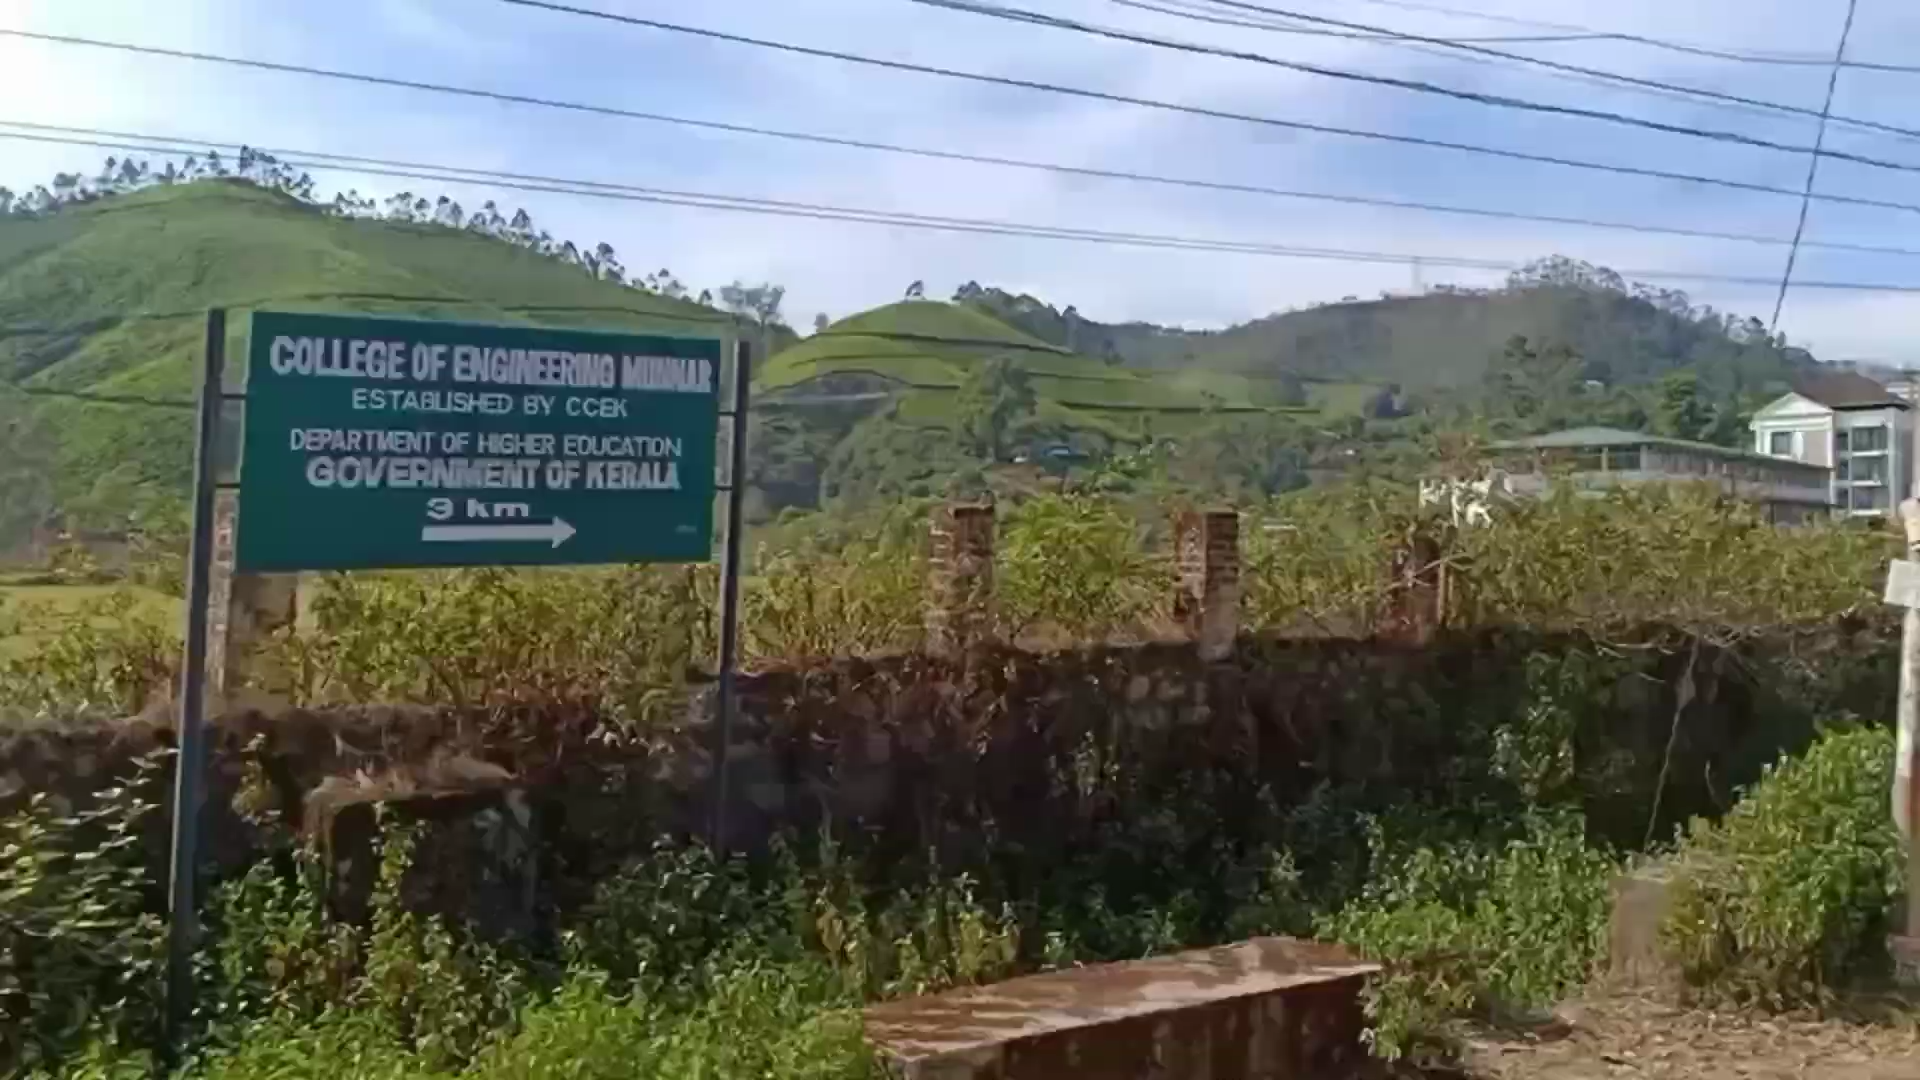 COLLEGE OF ENGINEERING MUNNAR
ESTABLISHED BY CCEK
DEPARTMENT OF HIGHER EDUCATION
GOVERNMENT OF KERALA
3 km